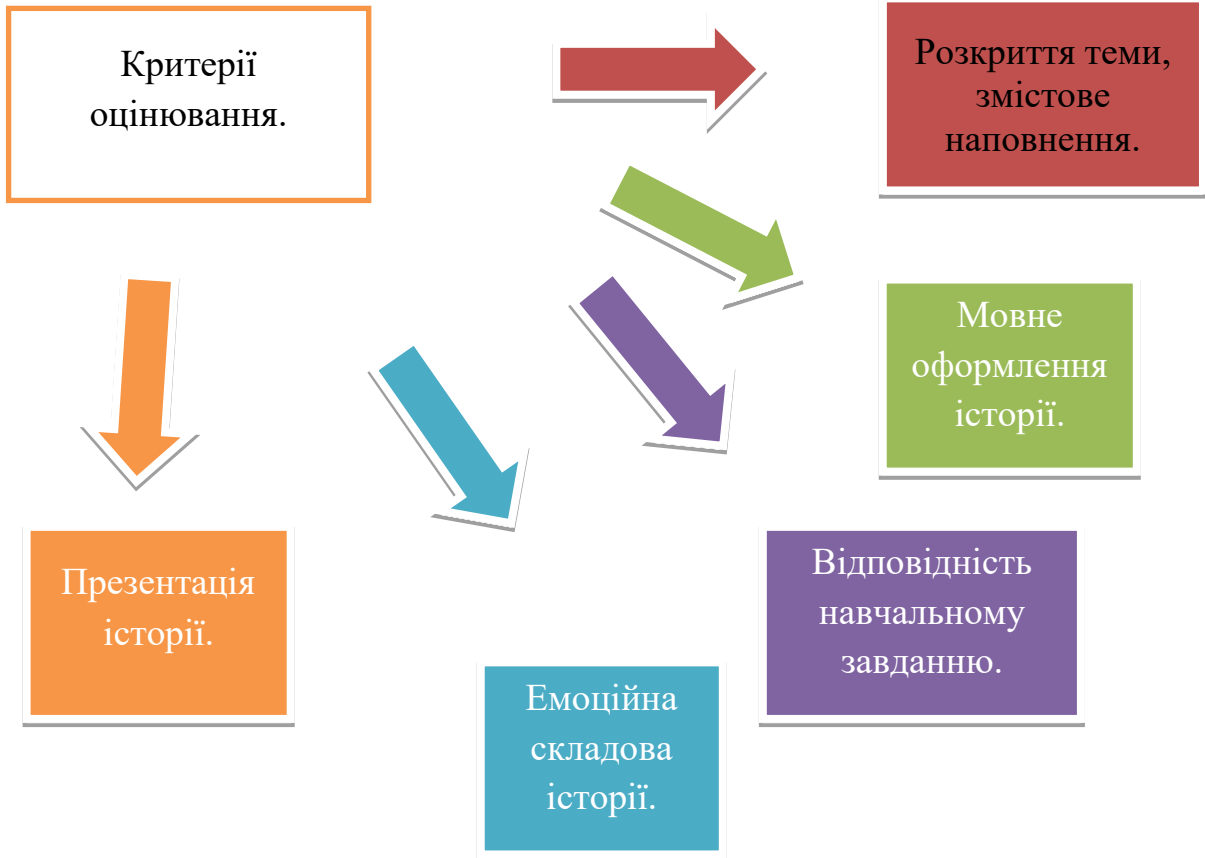 Критерії
оцінювання.
Розкриття теми,
змістове
наповнення.
Мовне
оформлення
історії.
Відповідність
навчальному
завданню.
Емоційна
складова
історії.
Презентація
історії.